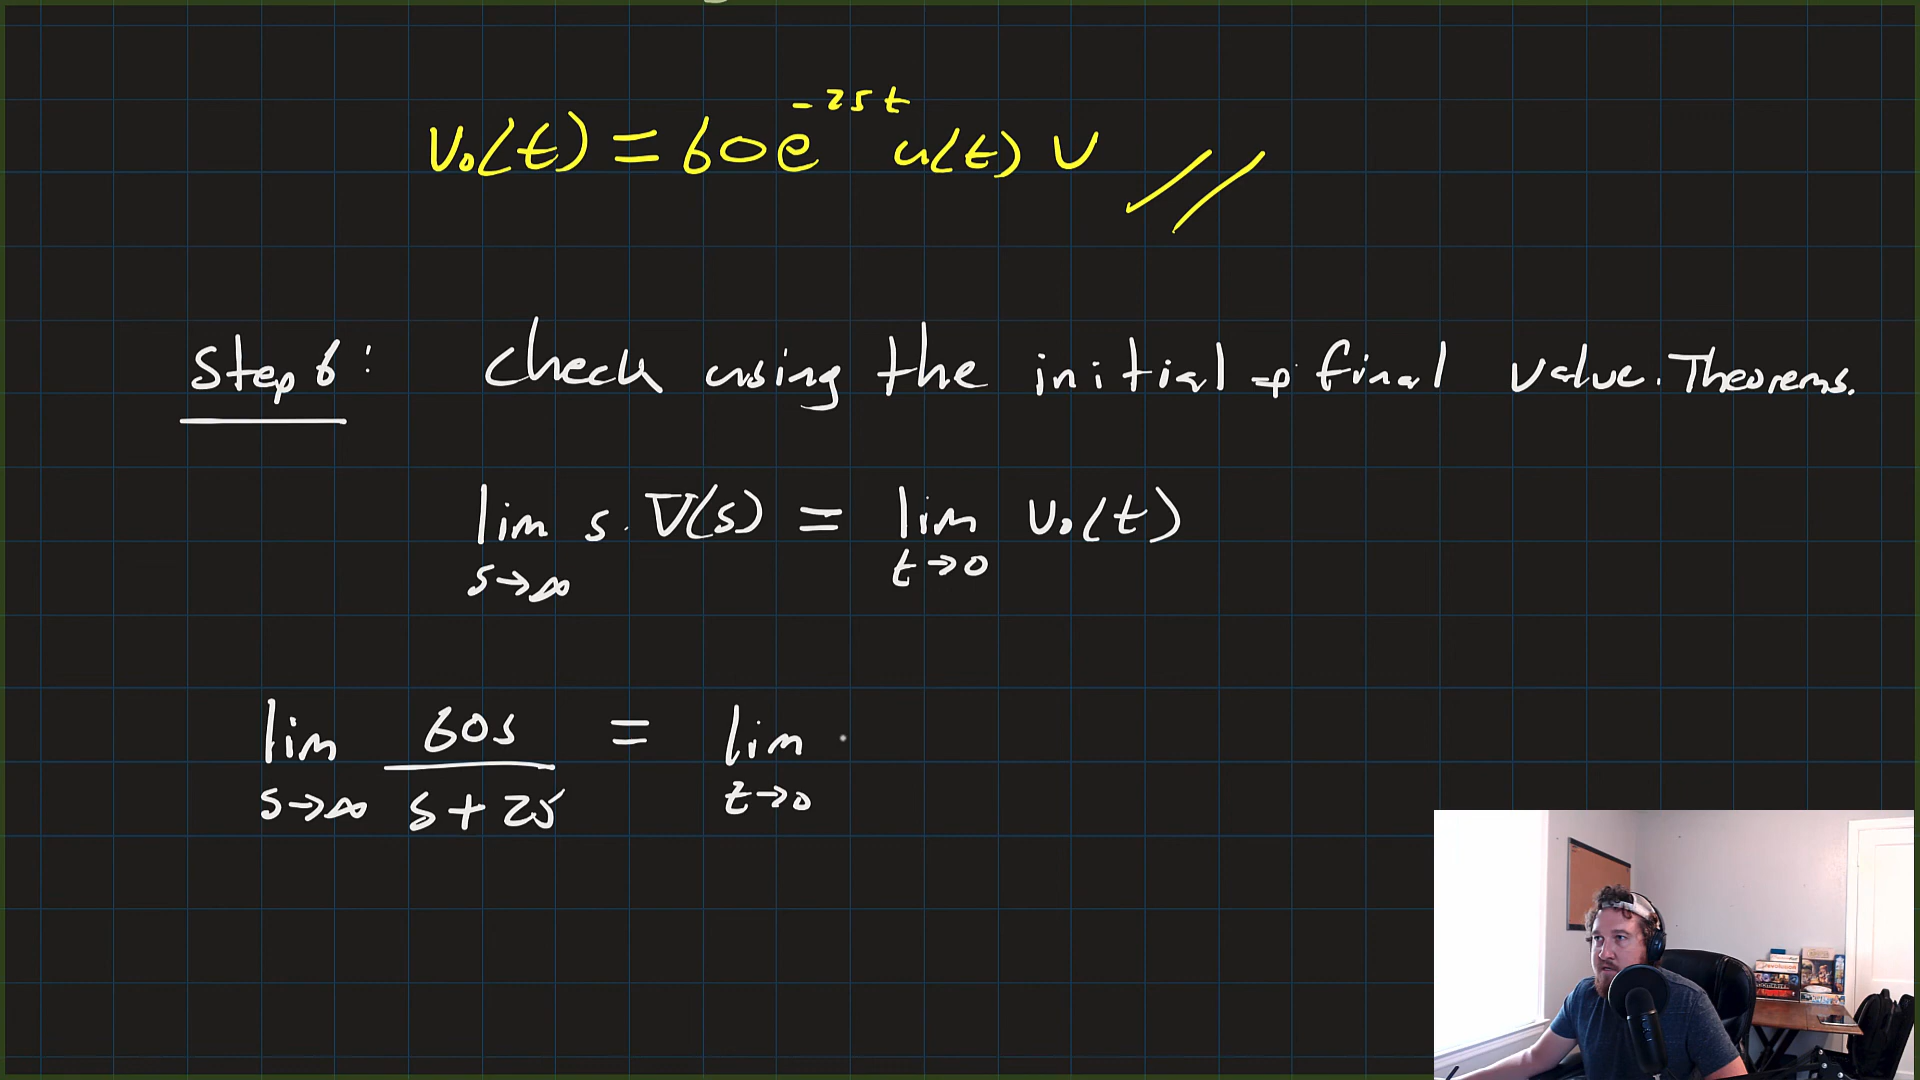 v₀(t) = 60e^{-25t} u(t) V //
Step 6: Check using the initial + final value. Theorems.
lim s→∞ s · V(s) = lim t→0 v₀(t)
lim s→∞ 60s / (s + 25) = lim t→0